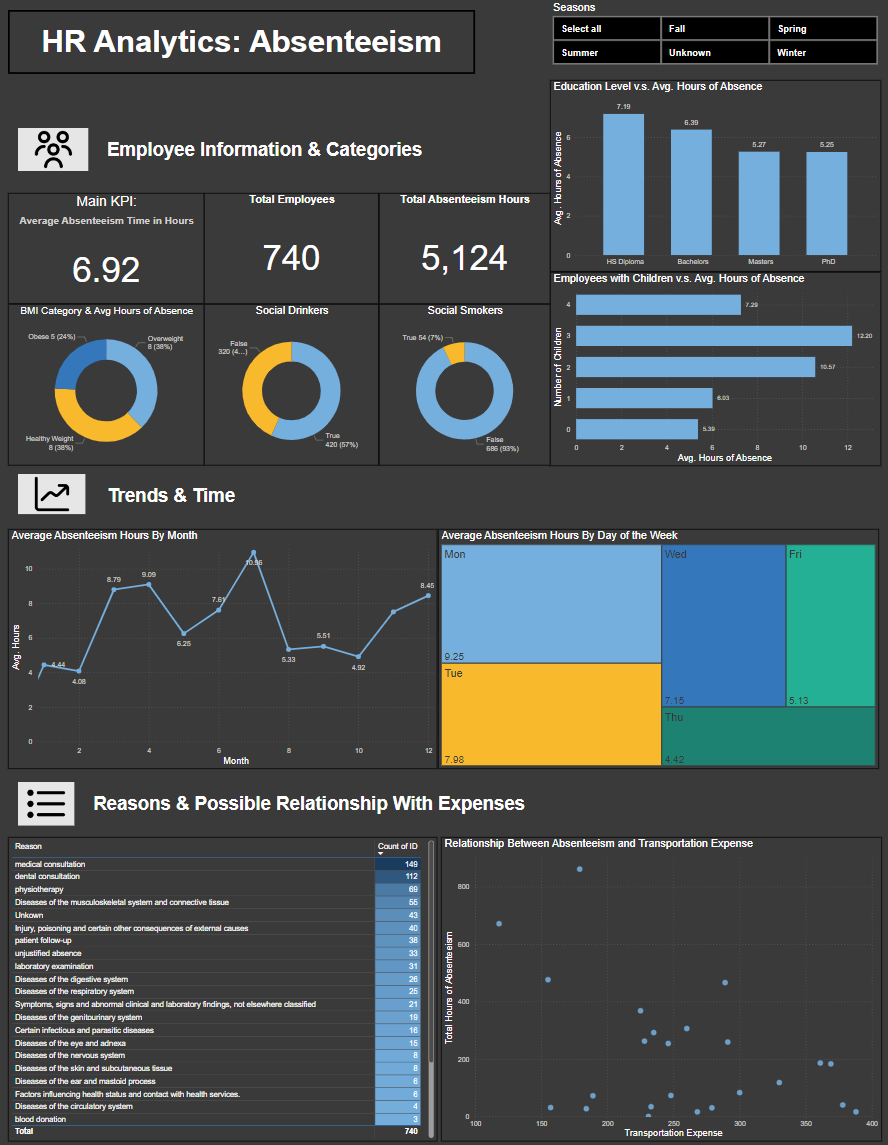 HR Analytics: Absenteeism
Seasons
Select all Fall Spring
Summer Unknown Winter
Employee Information & Categories
Main KPI:
Average Absenteeism Time in Hours
6.92
Total Employees
740
Total Absenteeism Hours
5,124
BMI Category & Avg Hours of Absence
Obese 5 (24%)
Overweight
8 (38%)
Healthy Weight
8 (38%)
Social Drinkers
False
320 (4...)
True
420 (57%)
Social Smokers
True 54 (7%)
False
686 (93%)
Education Level v.s. Avg. Hours of Absence
Avg. Hours of Absence
6
4
2
0
7.19
6.39
5.27
5.25
HS Diploma Bachelors Masters PhD
Employees with Children v.s. Avg. Hours of Absence
Number of Children
4 7.29
3 12.20
2 10.57
1 6.03
0 5.39
0 2 4 6 8 10 12
Avg. Hours of Absence
Trends & Time
Average Absenteeism Hours By Month
Avg. Hours
10
8
6
4
2
0
4.44
4.08
8.79
9.09
6.25
7.61
10.96
5.33
5.51
4.92
8.45
2 4 6 8 10 12
Month
Average Absenteeism Hours By Day of the Week
Mon
9.25
Tue
7.98
Wed
7.15
Fri
5.13
Thu
4.42
Reasons & Possible Relationship With Expenses
Reason Count of ID
medical consultation 149
dental consultation 112
physiotherapy 69
Diseases of the musculoskeletal system and connective tissue 55
Unkown 43
Injury, poisoning and certain other consequences of external causes 40
patient follow-up 38
unjustified absence 33
laboratory examination 31
Diseases of the digestive system 26
Diseases of the respiratory system 25
Symptoms, signs and abnormal clinical and laboratory findings, not elsewhere classified 21
Diseases of the genitourinary system 19
Certain infectious and parasitic diseases 16
Diseases of the eye and adnexa 15
Diseases of the nervous system 8
Diseases of the skin and subcutaneous tissue 8
Diseases of the ear and mastoid process 6
Factors influencing health status and contact with health services. 6
Diseases of the circulatory system 4
blood donation 3
Total 740
Relationship Between Absenteeism and Transportation Expense
Total Hours of Absenteeism
800
600
400
200
0
100 150 200 250 300 350 400
Transportation Expense